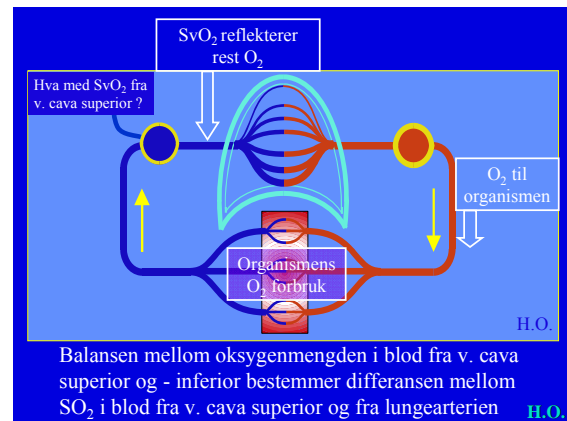 SvO₂ reflekterer
rest O₂
Hva med SvO₂ fra
v. cava superior ?
O₂ til
organismen
Organismens
O₂ forbruk
H.O.
Balansen mellom oksygenmengden i blod fra v. cava
superior og - inferior bestemmer differansen mellom
SO₂ i blod fra v. cava superior og fra lungearterien
H.O.